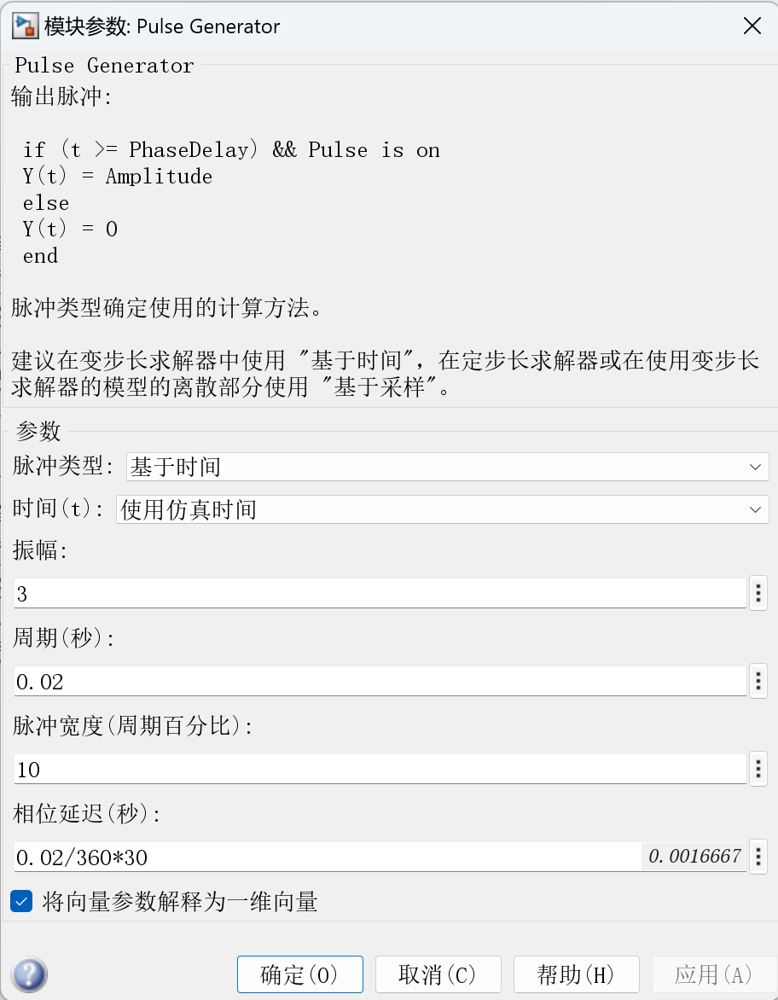 模块参数: Pulse Generator
Pulse Generator
输出脉冲:
if (t >= PhaseDelay) && Pulse is on
Y(t) = Amplitude
else
Y(t) = 0
end
脉冲类型确定使用的计算方法。
建议在变步长求解器中使用 "基于时间"，在定步长求解器或在使用变步长
求解器的模型的离散部分使用 "基于采样"。
参数
脉冲类型: 基于时间
时间(t): 使用仿真时间
振幅:
3
周期(秒):
0.02
脉冲宽度(周期百分比):
10
相位延迟(秒):
0.02/360*30 0.0016667
将向量参数解释为一维向量
确定(O) 取消(C) 帮助(H) 应用(A)